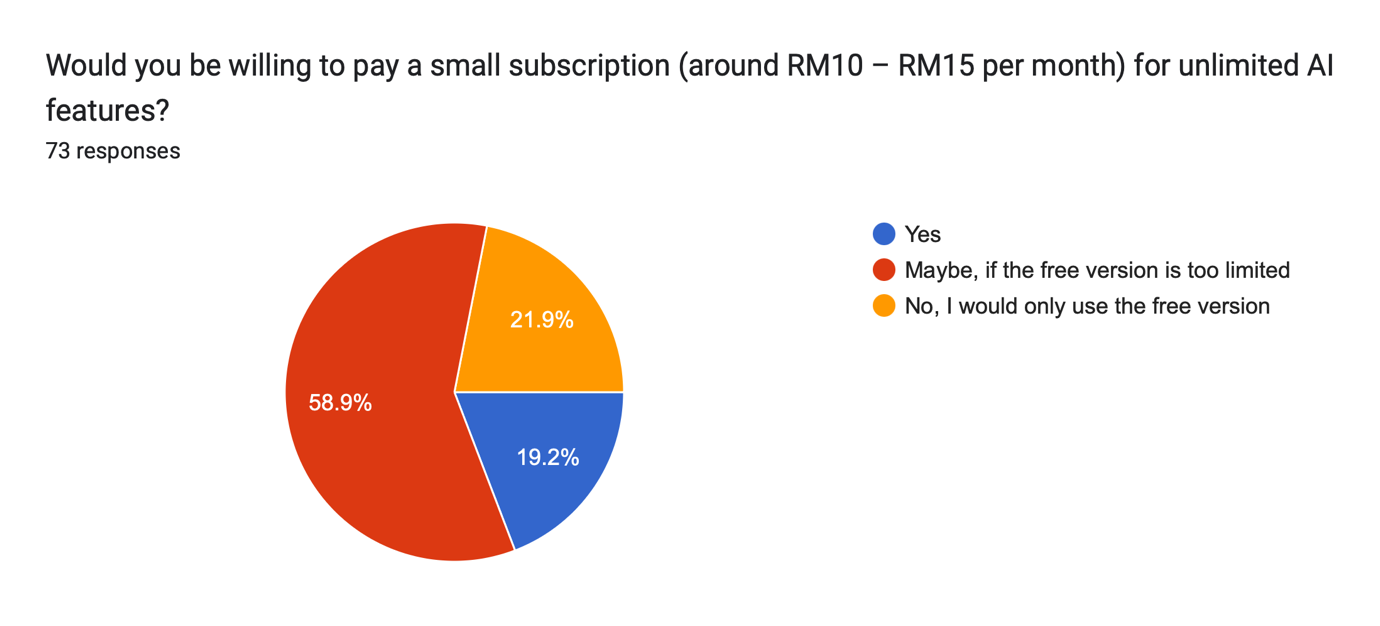 Would you be willing to pay a small subscription (around RM10 – RM15 per month) for unlimited AI
features?
73 responses
Yes
Maybe, if the free version is too limited
No, I would only use the free version
21.9%
58.9%
19.2%